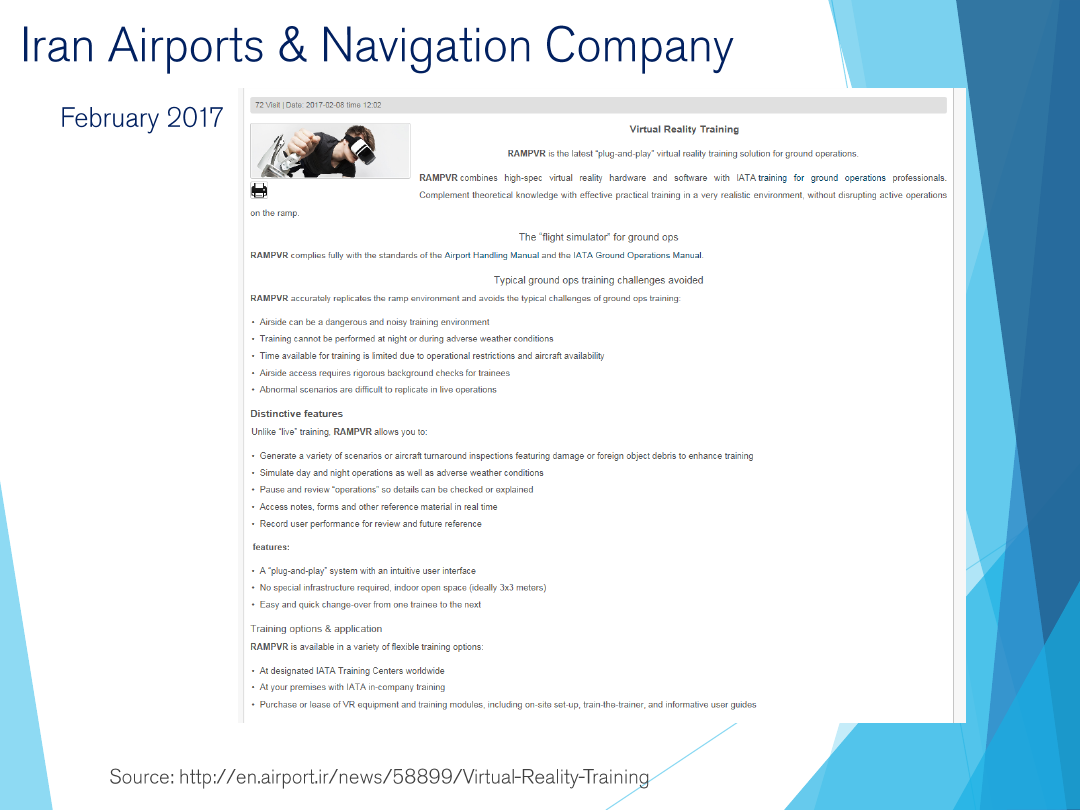 Iran Airports & Navigation Company
February 2017
72 Visit | Date: 2017-02-08 time 12:02
Virtual Reality Training
RAMPVR is the latest “plug-and-play” virtual reality training solution for ground operations.
RAMPVR combines high-spec virtual reality hardware and software with IATA training for ground operations professionals.
Complement theoretical knowledge with effective practical training in a very realistic environment, without disrupting active operations
on the ramp.
The “flight simulator” for ground ops
RAMPVR complies fully with the standards of the Airport Handling Manual and the IATA Ground Operations Manual.
Typical ground ops training challenges avoided
RAMPVR accurately replicates the ramp environment and avoids the typical challenges of ground ops training:
• Airside can be a dangerous and noisy training environment
• Training cannot be performed at night or during adverse weather conditions
• Time available for training is limited due to operational restrictions and aircraft availability
• Airside access requires rigorous background checks for trainees
• Abnormal scenarios are difficult to replicate in live operations
Distinctive features
Unlike “live” training, RAMPVR allows you to:
• Generate a variety of scenarios or aircraft turnaround inspections featuring damage or foreign object debris to enhance training
• Simulate day and night operations as well as adverse weather conditions
• Pause and review “operations” so details can be checked or explained
• Access notes, forms and other reference material in real time
• Record user performance for review and future reference
features:
• A “plug-and-play” system with an intuitive user interface
• No special infrastructure required, indoor open space (ideally 3x3 meters)
• Easy and quick change-over from one trainee to the next
Training options & application
RAMPVR is available in a variety of flexible training options:
• At designated IATA Training Centers worldwide
• At your premises with IATA in-company training
• Purchase or lease of VR equipment and training modules, including on-site set-up, train-the-trainer, and informative user guides
Source: http://en.airport.ir/news/58899/Virtual-Reality-Training